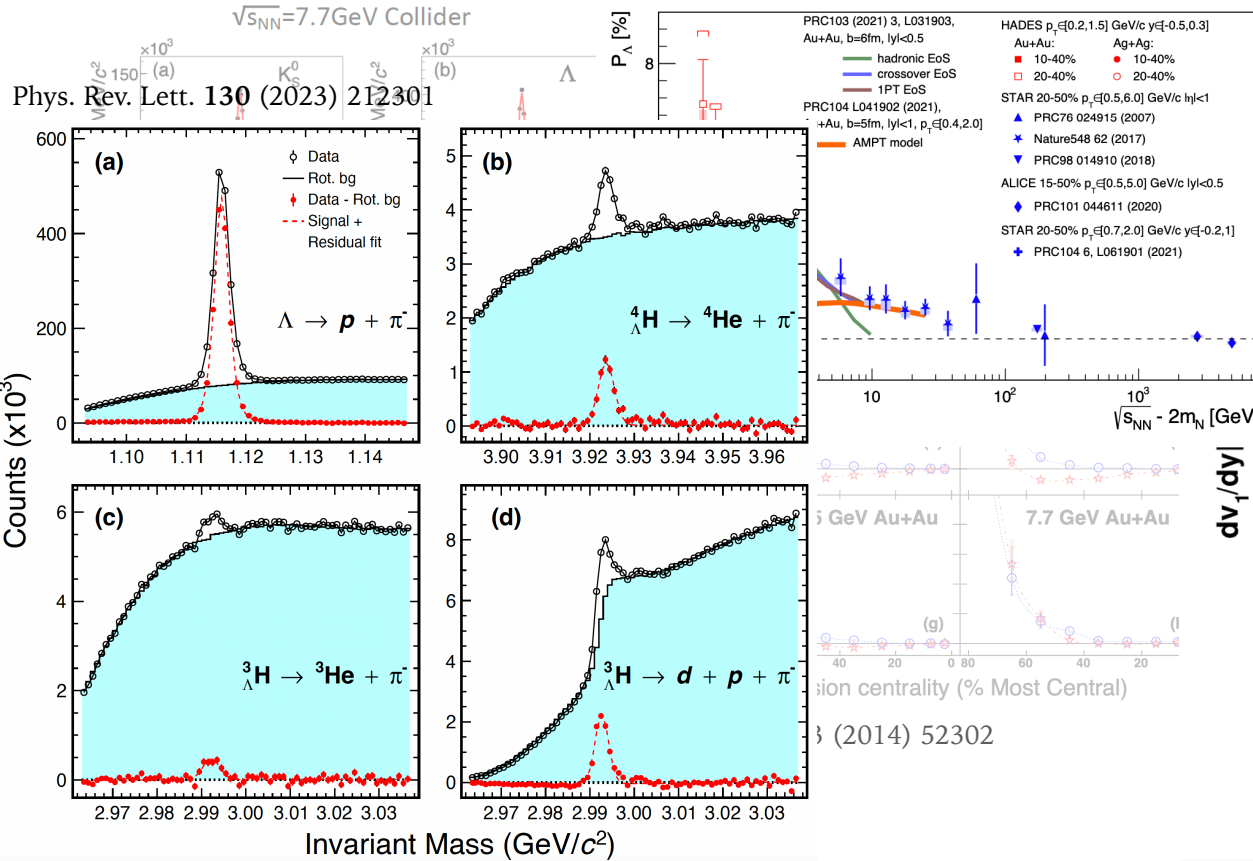 √sNN=7.7GeV Collider
×10³
150
(a)
K⁰S
MeV/c²
×10³
(b)
Λ
MeV/c²
Phys. Rev. Lett. 130 (2023) 212301
PΛ [%]
8
PRC103 (2021) 3, L031903,
Au+Au, b=6fm, |y|<0.5
hadronic EoS
crossover EoS
1PT EoS
PRC104 L041902 (2021),
Au+Au, b=5fm, |y|<1, pT∈[0.4,2.0]
AMPT model
HADES pT∈[0.2,1.5] GeV/c y∈[-0.5,0.3]
Au+Au: Ag+Ag:
10-40% 10-40%
20-40% 20-40%
STAR 20-50% pT∈[0.5,6.0] GeV/c |η|<1
PRC76 024915 (2007)
Nature548 62 (2017)
PRC98 014910 (2018)
ALICE 15-50% pT∈[0.5,5.0] GeV/c |y|<0.5
PRC101 044611 (2020)
STAR 20-50% pT∈[0.7,2.0] GeV/c y∈[-0.2,1]
PRC104 6, L061901 (2021)
10 10² 10³
√sNN - 2mN [GeV
Counts (x10³)
(a)
Data
Rot. bg
Data - Rot. bg
Signal +
Residual fit
Λ → p + π⁻
600
400
200
0
1.10 1.11 1.12 1.13 1.14
(b)
⁴ΛH → ⁴He + π⁻
5
4
3
2
1
0
3.90 3.91 3.92 3.93 3.94 3.95 3.96
(c)
³ΛH → ³He + π⁻
6
4
2
0
2.97 2.98 2.99 3.00 3.01 3.02 3.03
(d)
³ΛH → d + p + π⁻
8
6
4
2
0
2.97 2.98 2.99 3.00 3.01 3.02 3.03
Invariant Mass (GeV/c²)
5 GeV Au+Au
7.7 GeV Au+Au
(g)
40 20 0 80 60 40 20
sion centrality (% Most Central)
3 (2014) 52302
dv₁/dy|